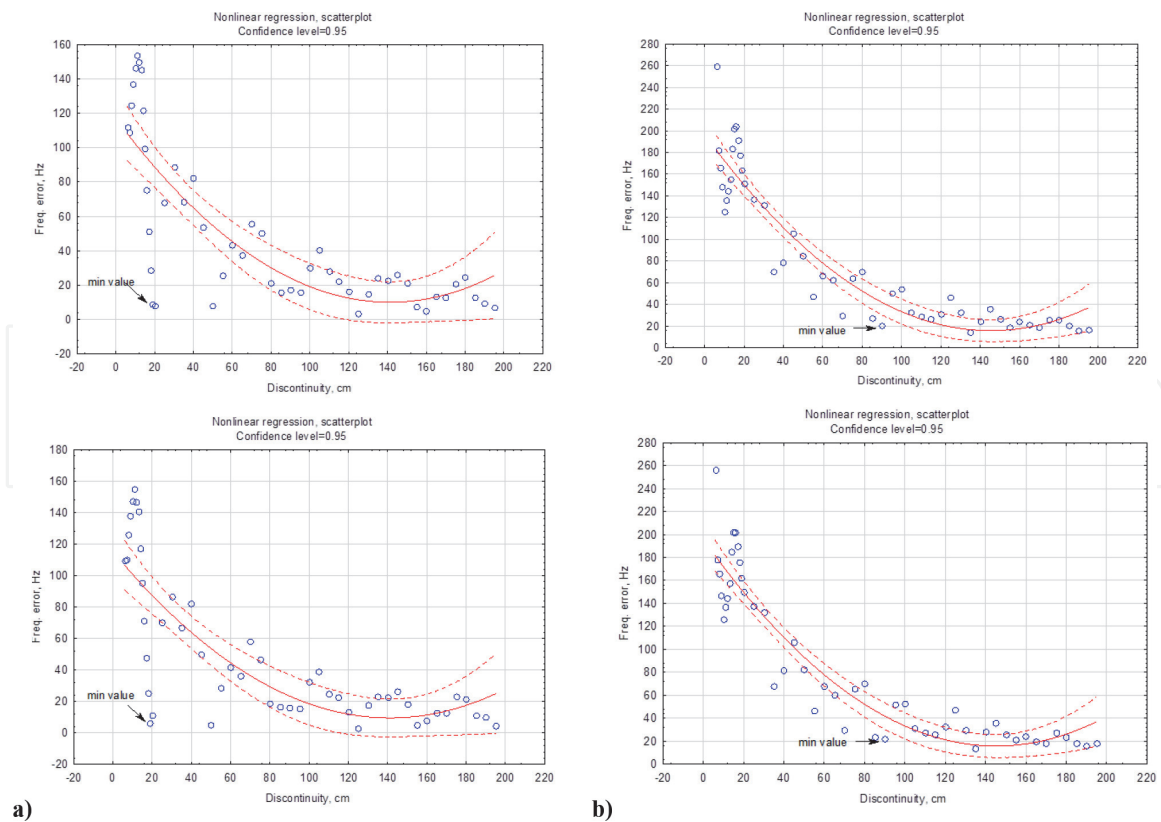 Nonlinear regression, scatterplot
Confidence level=0.95
160
140
120
100
80
60
40
20
0
-20
Freq. error, Hz
min value
-20 0 20 40 60 80 100 120 140 160 180 200 220
Discontinuity, cm
Nonlinear regression, scatterplot
Confidence level=0.95
280
260
240
220
200
180
160
140
120
100
80
60
40
20
0
Freq. error, Hz
min value
-20 0 20 40 60 80 100 120 140 160 180 200 220
Discontinuity, cm
Nonlinear regression, scatterplot
Confidence level=0.95
180
160
140
120
100
80
60
40
20
0
-20
Freq. error, Hz
min value
-20 0 20 40 60 80 100 120 140 160 180 200 220
Discontinuity, cm
a)
Nonlinear regression, scatterplot
Confidence level=0.95
280
260
240
220
200
180
160
140
120
100
80
60
40
20
0
Freq. error, Hz
min value
-20 0 20 40 60 80 100 120 140 160 180 200 220
Discontinuity, cm
b)